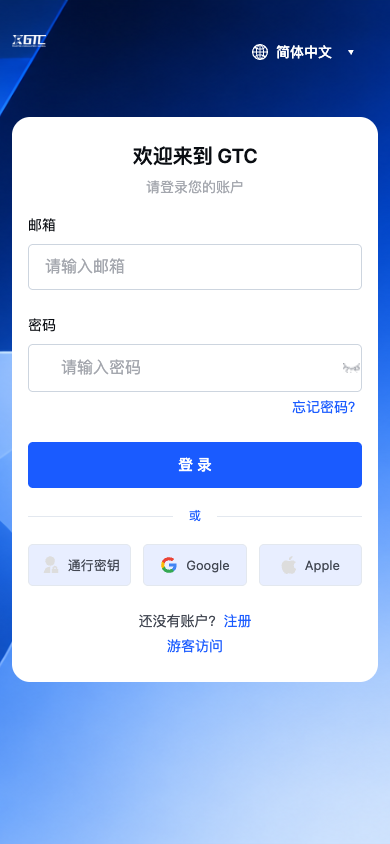 GTC
简体中文
欢迎来到 GTC
请登录您的账户
邮箱
请输入邮箱
密码
请输入密码
忘记密码?
登 录
或
通行密钥
Google
Apple
还没有账户? 注册
游客访问